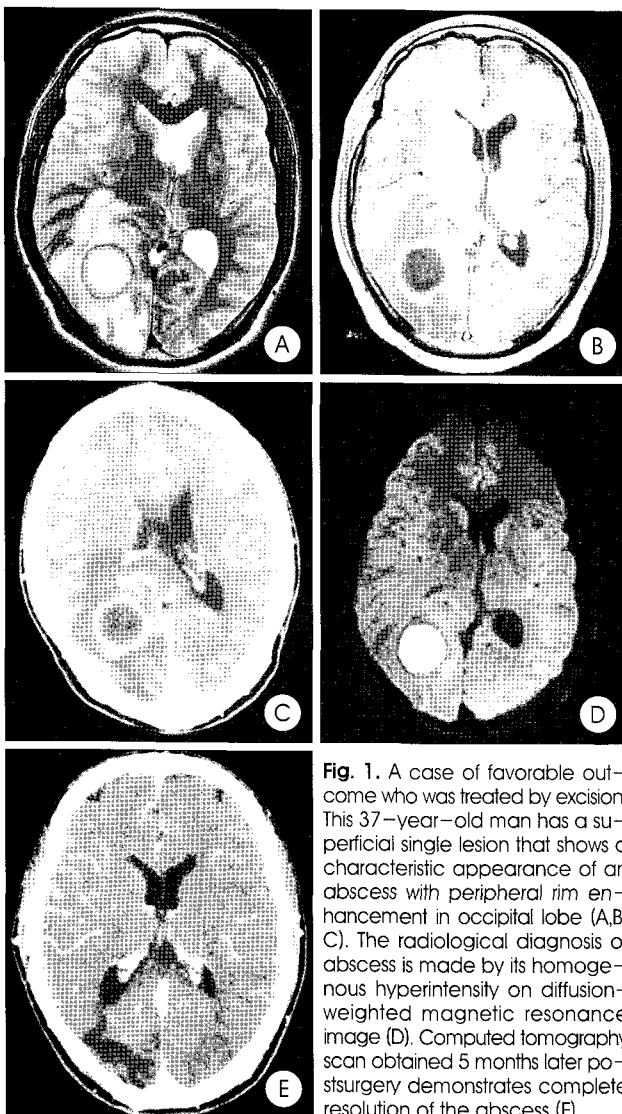 A
B
C
D
E
Fig. 1. A case of favorable out-
come who was treated by excision
This 37-year-old man has a su-
perficial single lesion that shows
characteristic appearance of
abscess with peripheral rim en-
hancement in occipital lobe (A,B
C). The radiological diagnosis
abscess is made by its homoge-
nous hyperintensity on diffusion-
weighted magnetic resonance
image (D). Computed tomography
scan obtained 5 months later po-
stsurgery demonstrates complete
resolution of the abscess (E)